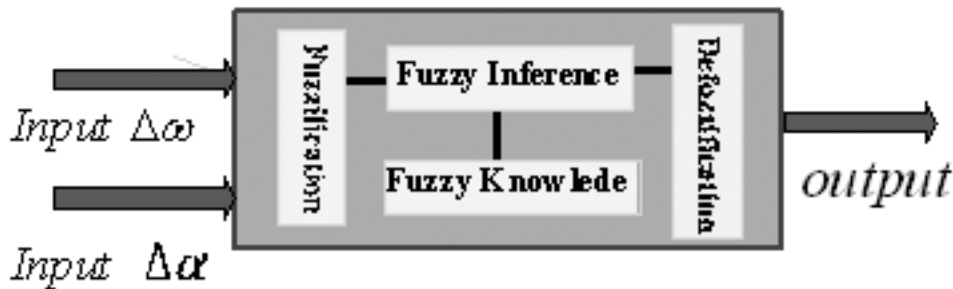 Fuzzification
Fuzzy Inference
Defuzzification
Input Δω
Fuzzy Knowlede
output
Input Δα